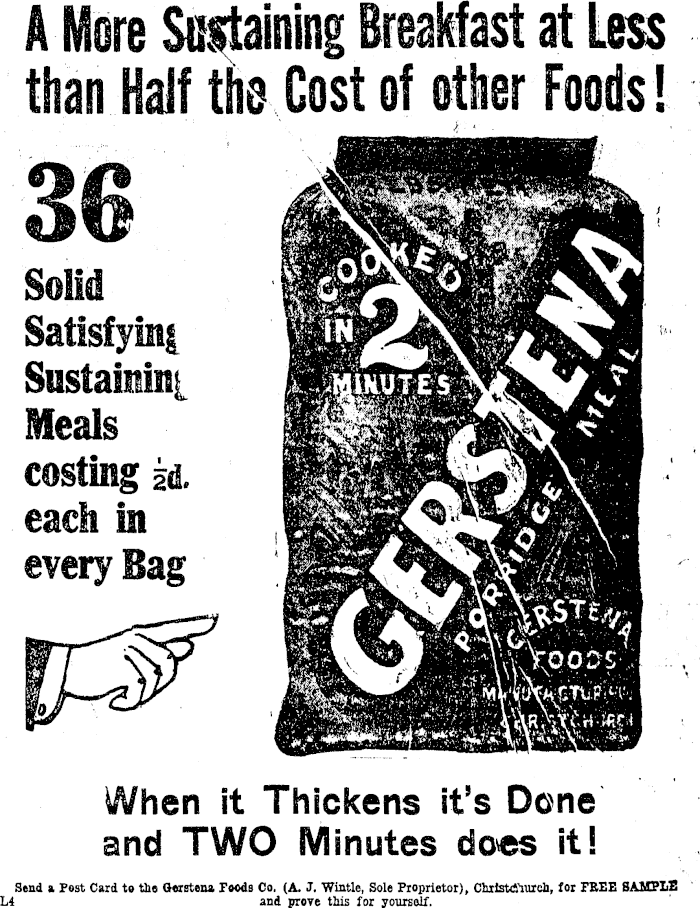 A More Sustaining Breakfast at Less
than Half the Cost of other Foods!
36
Solid
Satisfying
Sustaining
Meals
costing ½d.
each in
every Bag
COOKED
IN 2
MINUTES
GERSTENA
PORRIDGE MEAL
GERSTENA
FOODS
MANUFACTURING
CHRISTCHURCH
When it Thickens it's Done
and TWO Minutes does it!
Send a Post Card to the Gerstena Foods Co. (A. J. Wintle, Sole Proprietor), Christchurch, for FREE SAMPLE
L4 and prove this for yourself.